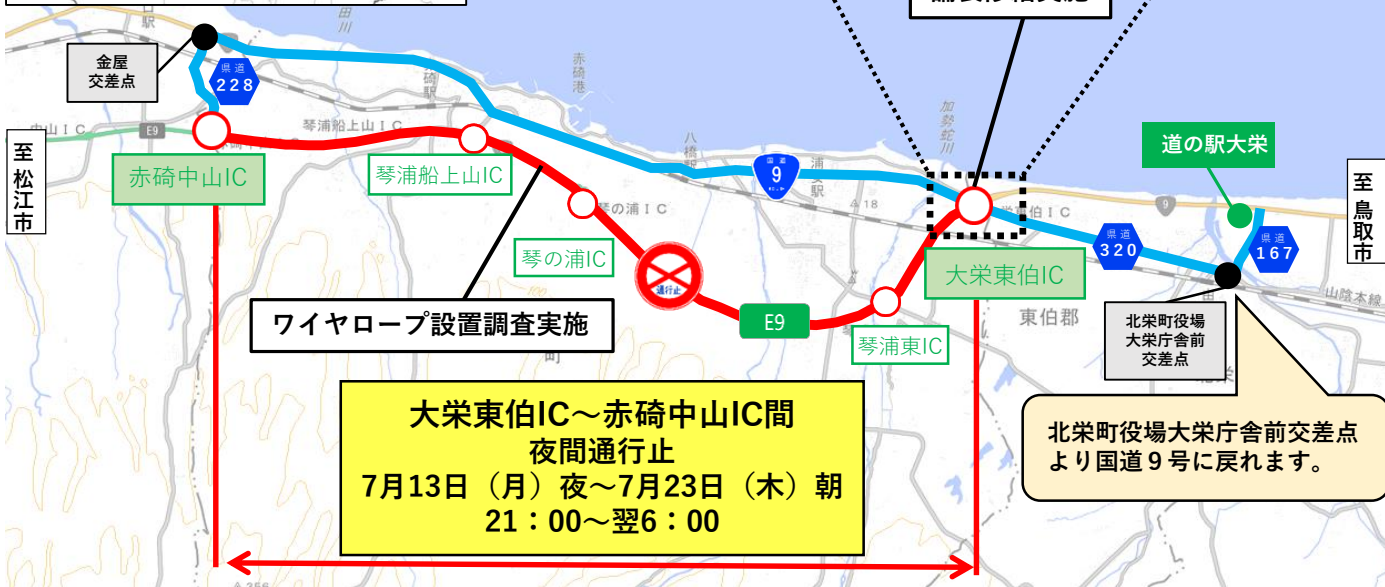 金屋
交差点
県道
228
赤碕港
加勢蛇川
至松江市
中山IC
E9
赤碕中山IC
琴浦船上山IC
琴浦船上山IC
八橋駅
国道
9
浦安駅
18
道の駅大栄
至鳥取市
琴の浦IC
琴の浦IC
通行止
大栄東伯IC
県道
320
9
県道
167
ワイヤロープ設置調査実施
E9
琴浦東IC
東伯郡
山陰本線
北栄町役場
大栄庁舎前
交差点
町
大栄東伯IC~赤碕中山IC間
夜間通行止
7月13日(月)夜~7月23日(木)朝
21:00~翌6:00
北栄町役場大栄庁舎前交差点
より国道9号に戻れます。